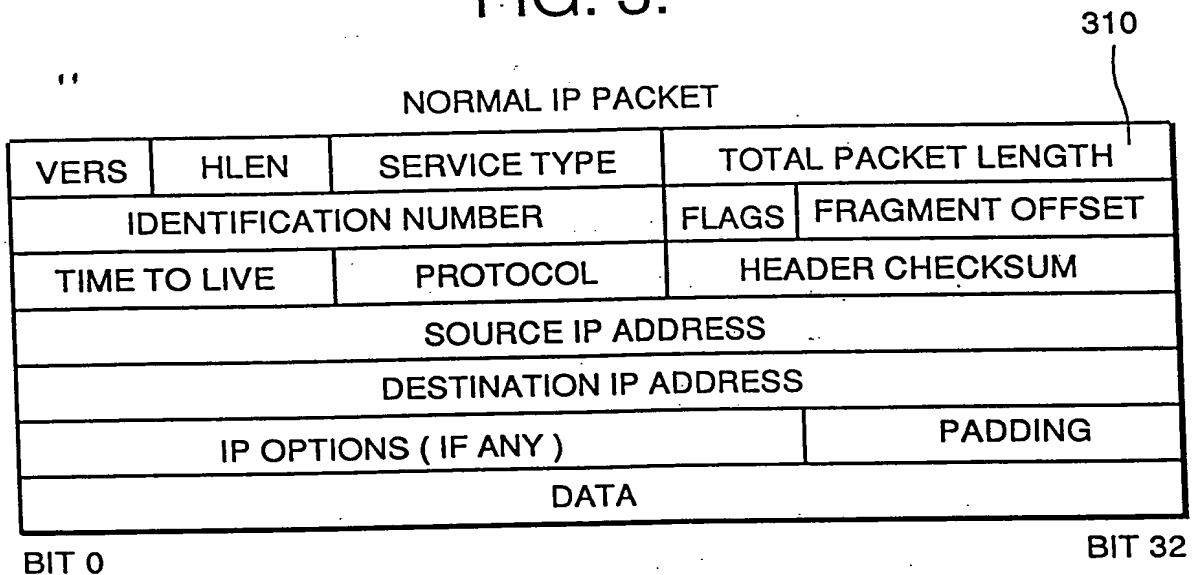 FIG. 3.
310
NORMAL IP PACKET
VERS HLEN SERVICE TYPE TOTAL PACKET LENGTH
IDENTIFICATION NUMBER FLAGS FRAGMENT OFFSET
TIME TO LIVE PROTOCOL HEADER CHECKSUM
SOURCE IP ADDRESS
DESTINATION IP ADDRESS
IP OPTIONS ( IF ANY ) PADDING
DATA
BIT 0 BIT 32